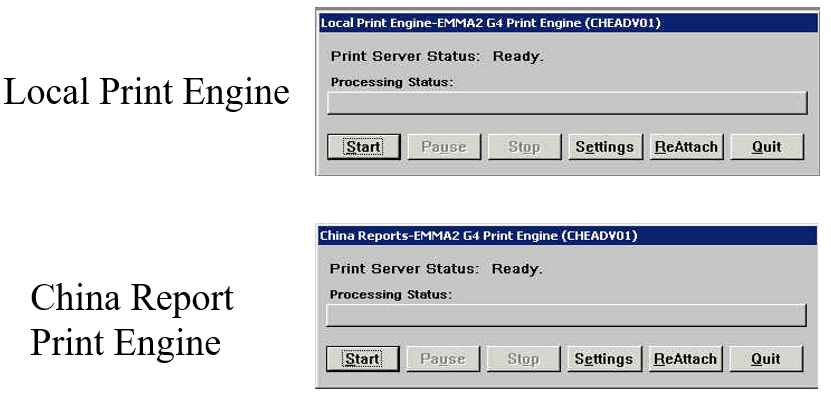 Local Print Engine
Local Print Engine-EMMA2 G4 Print Engine (CHEADV01)
Print Server Status: Ready.
Processing Status:
Start Pause Stop Settings ReAttach Quit
China Report
Print Engine
China Reports-EMMA2 G4 Print Engine (CHEADV01)
Print Server Status: Ready.
Processing Status:
Start Pause Stop Settings ReAttach Quit